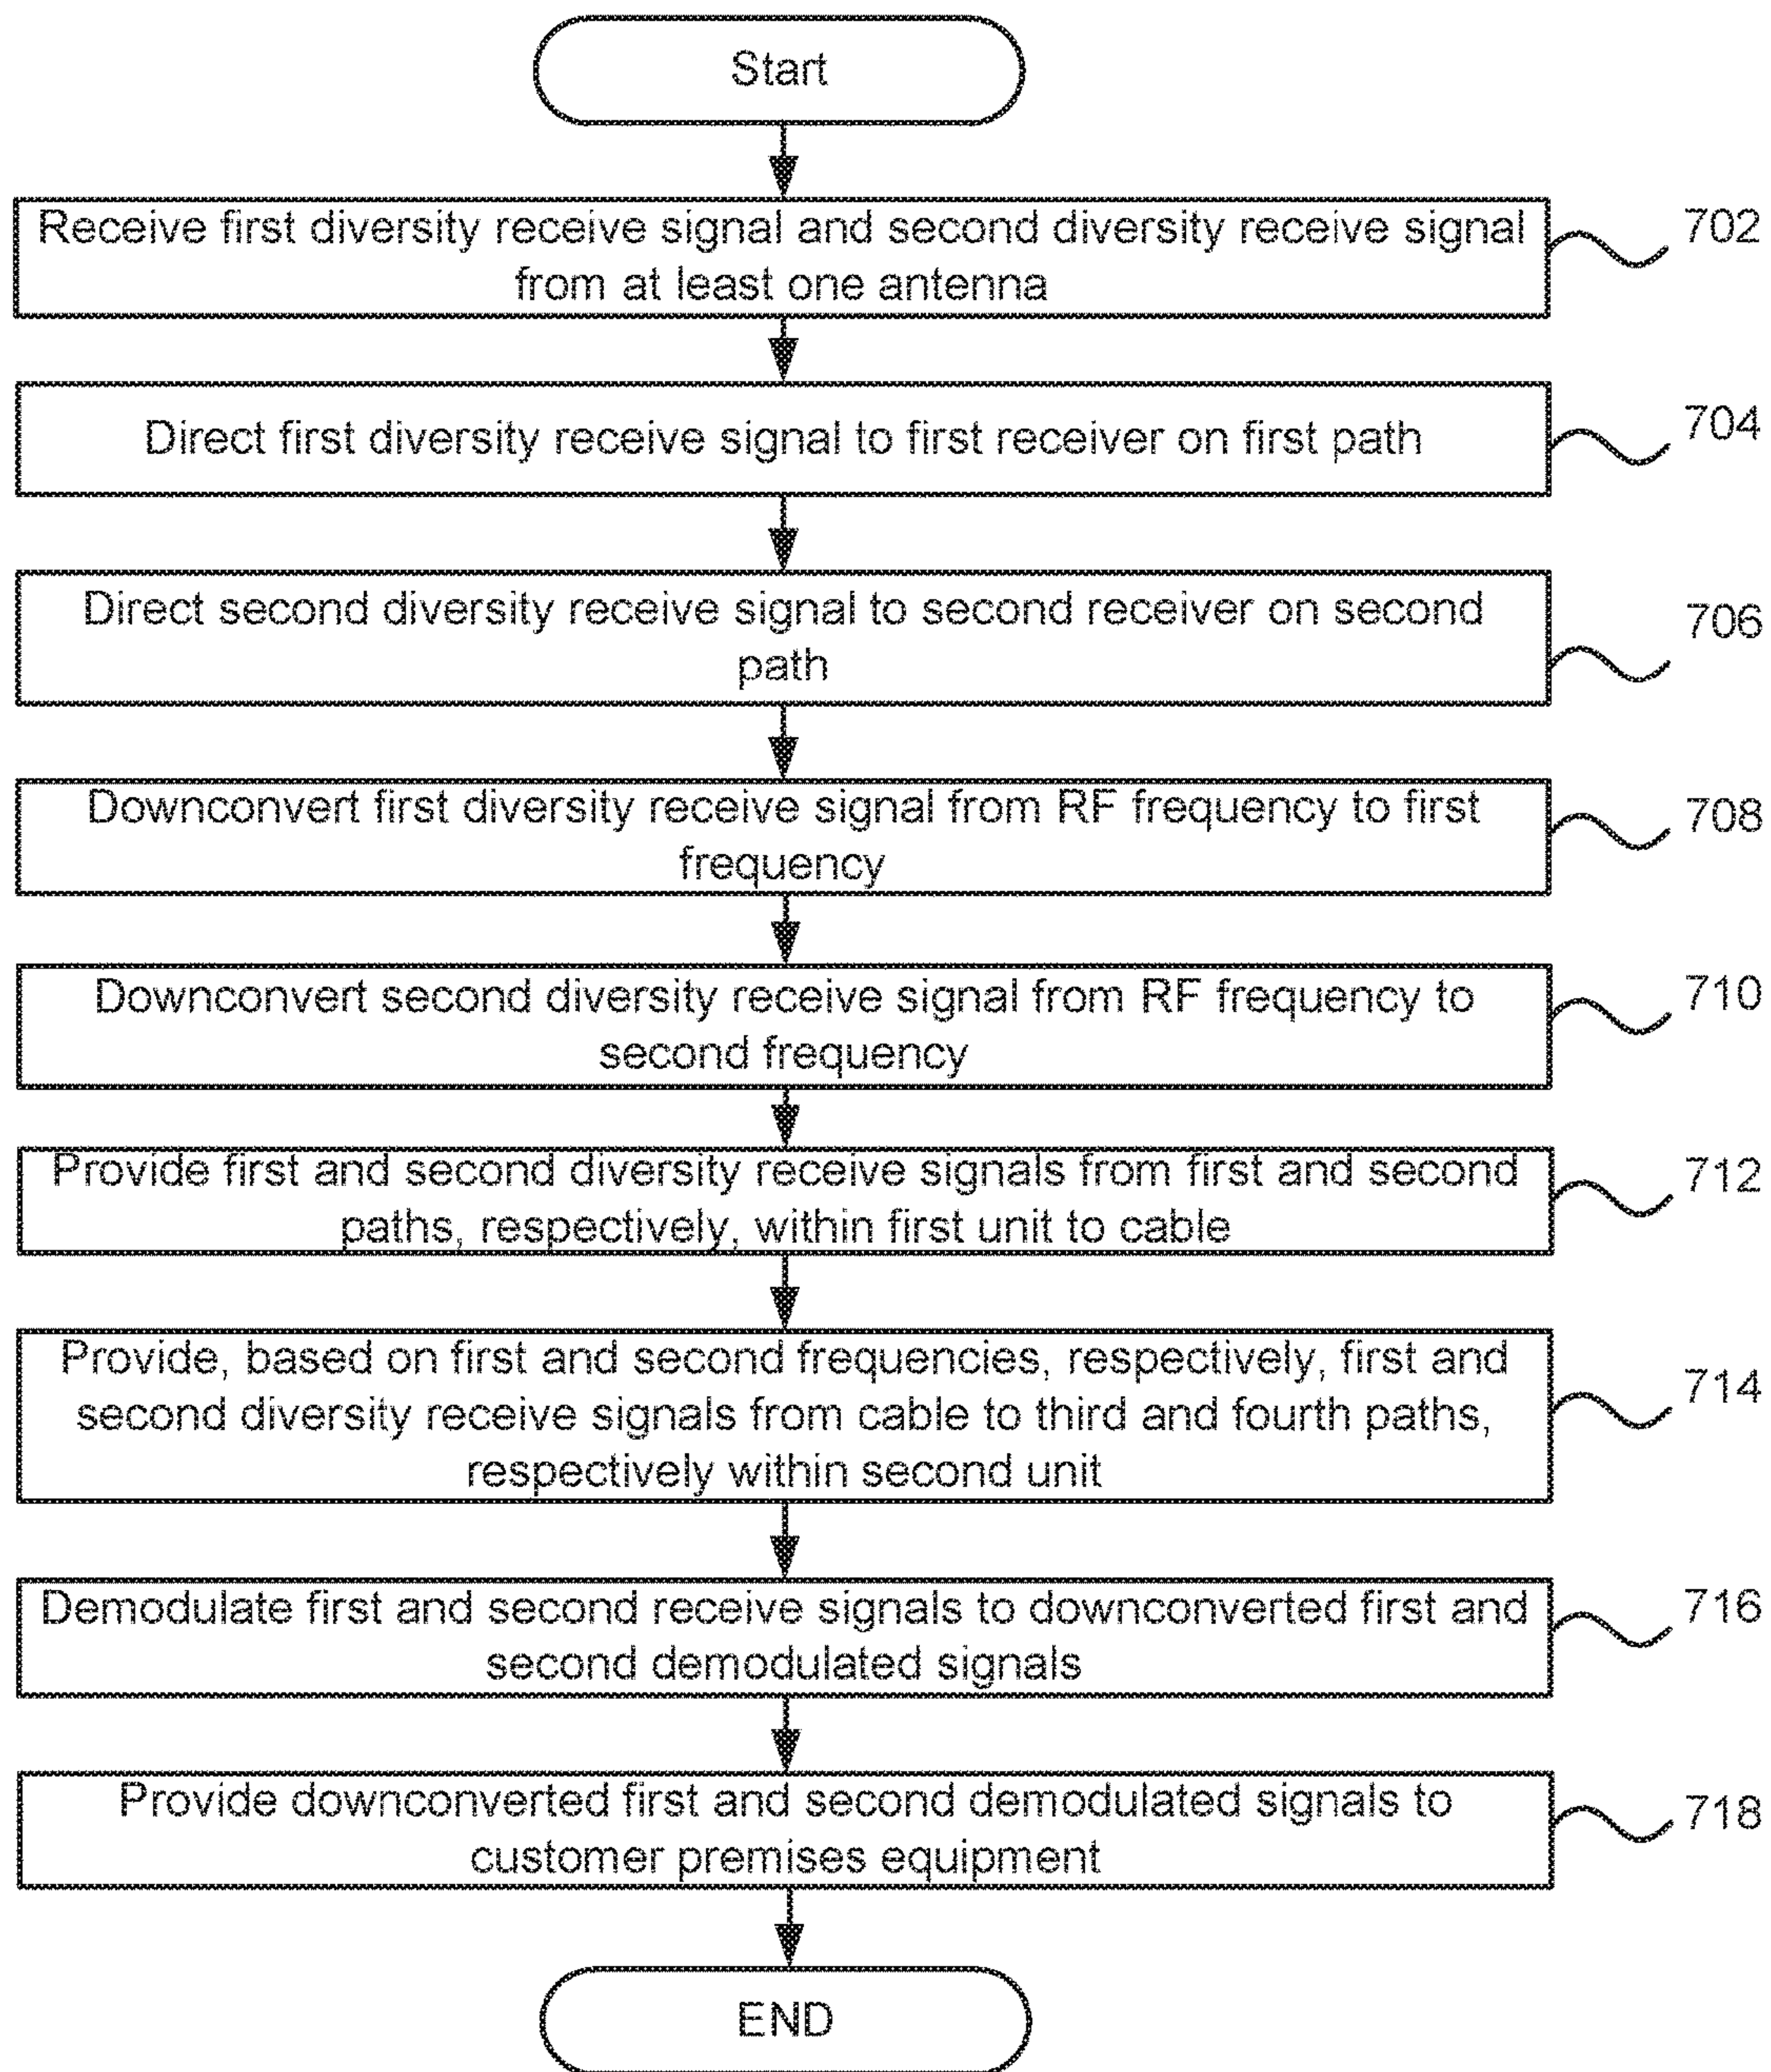 Start
Receive first diversity receive signal and second diversity receive signal
from at least one antenna
702
Direct first diversity receive signal to first receiver on first path
704
Direct second diversity receive signal to second receiver on second
path
706
Downconvert first diversity receive signal from RF frequency to first
frequency
708
Downconvert second diversity receive signal from RF frequency to
second frequency
710
Provide first and second diversity receive signals from first and second
paths, respectively, within first unit to cable
712
Provide, based on first and second frequencies, respectively, first and
second diversity receive signals from cable to third and fourth paths,
respectively within second unit
714
Demodulate first and second receive signals to downconverted first and
second demodulated signals
716
Provide downconverted first and second demodulated signals to
customer premises equipment
718
END